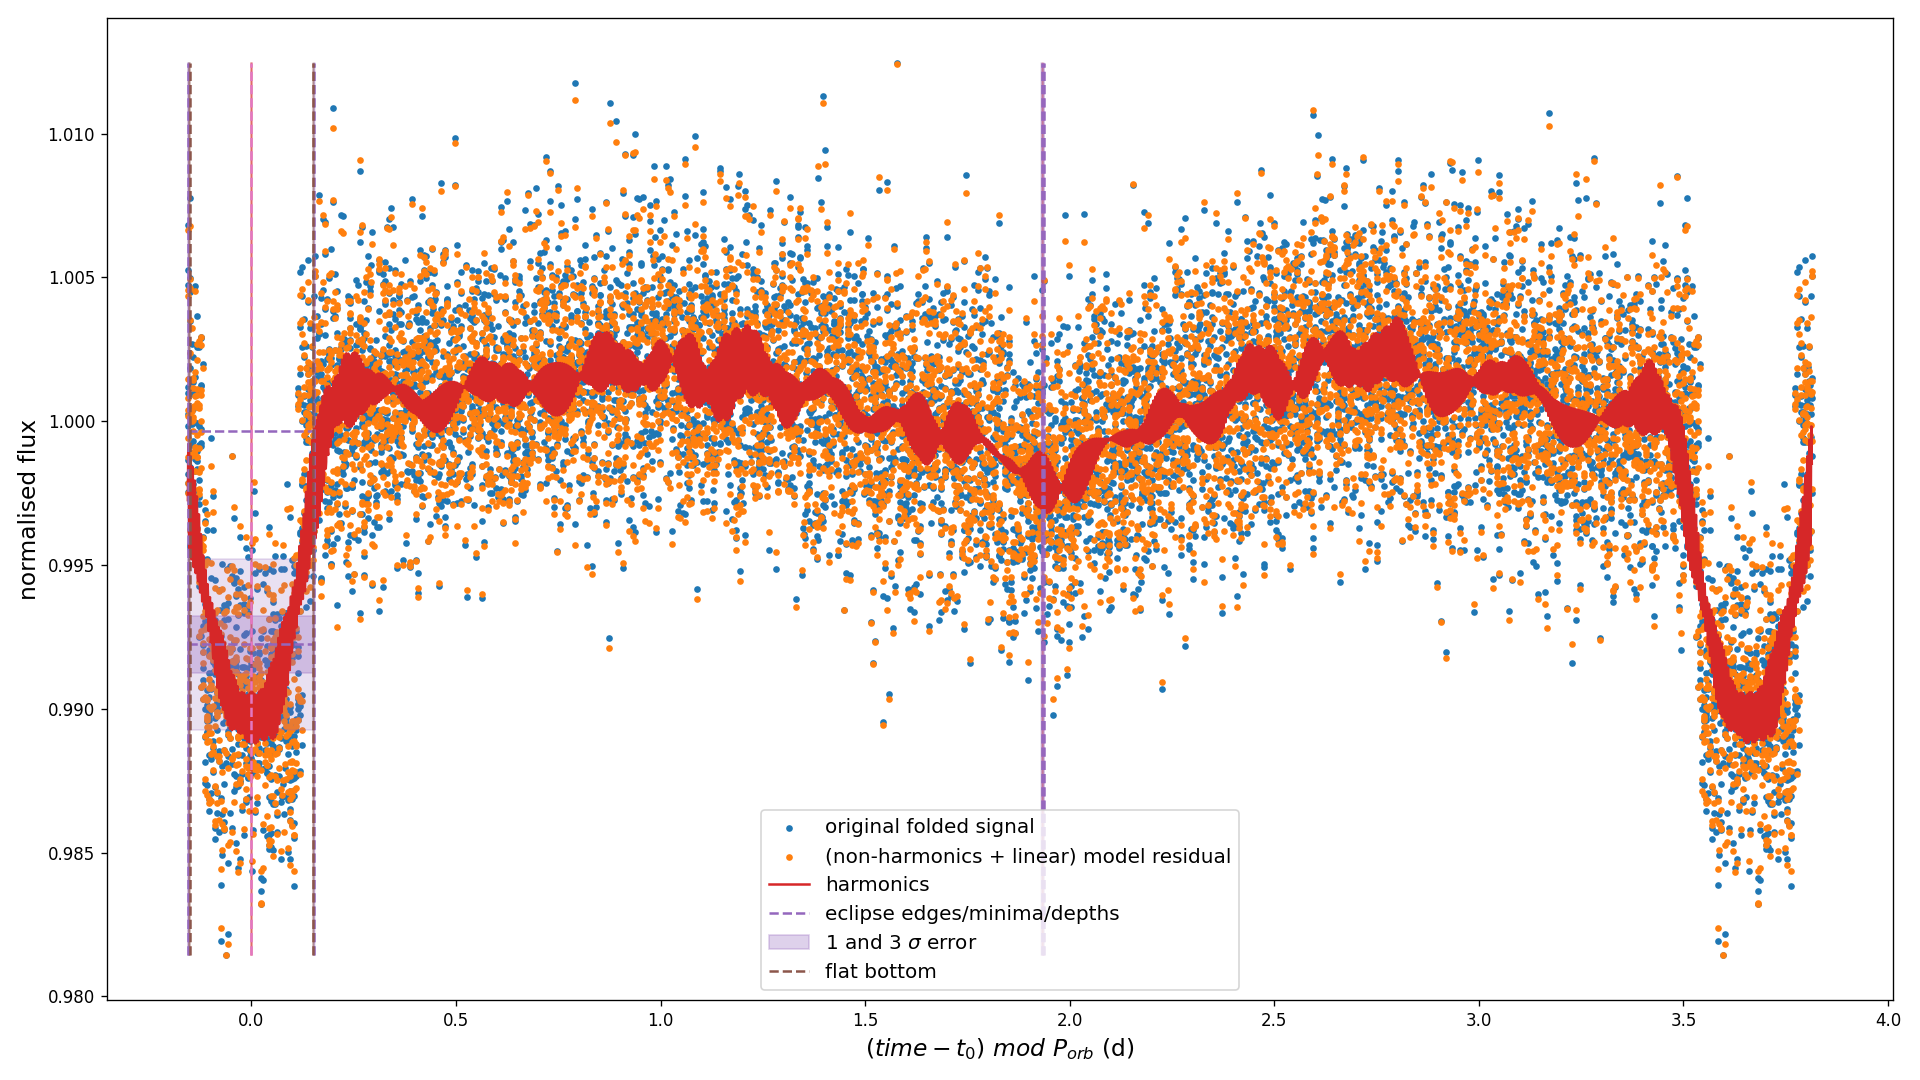 normalised flux
1.010
1.005
1.000
0.995
0.990
0.985
0.980
0.0 0.5 1.0 1.5 2.0 2.5 3.0 3.5 4.0
(time − t₀) mod Pₒᵣb (d)
original folded signal
(non-harmonics + linear) model residual
harmonics
eclipse edges/minima/depths
1 and 3 σ error
flat bottom